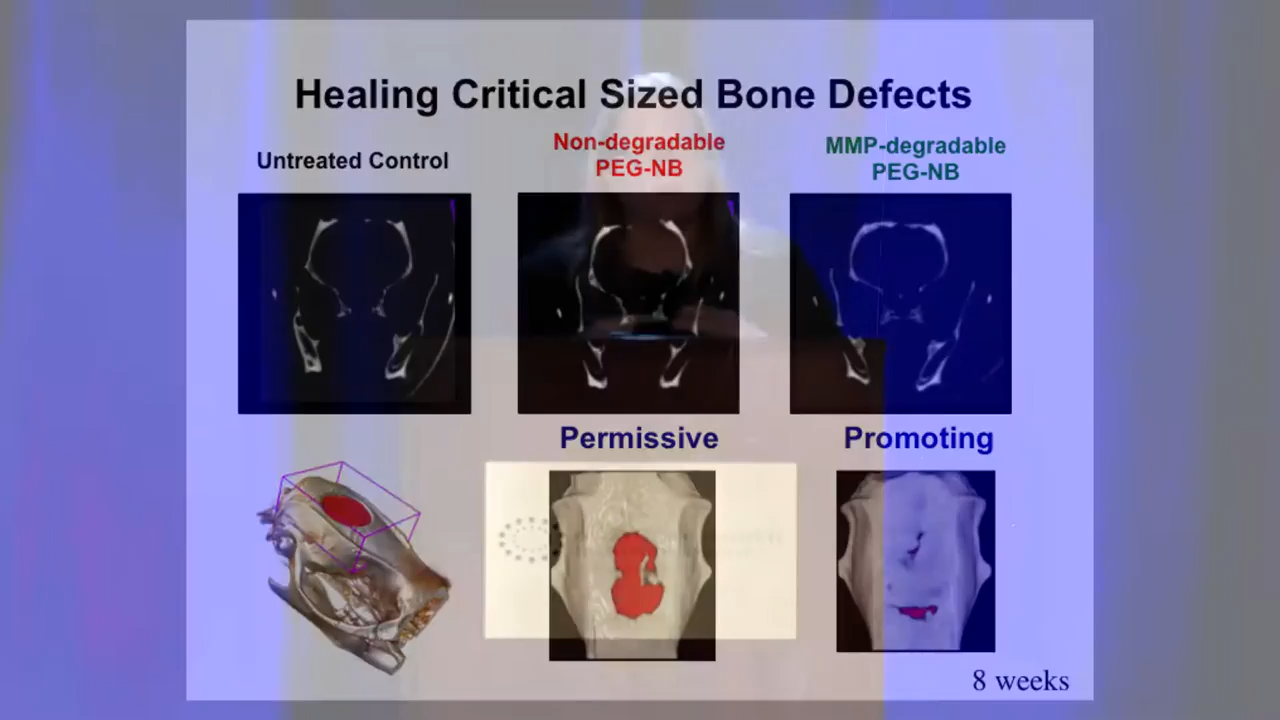 Healing Critical Sized Bone Defects
Untreated Control
Non-degradable
PEG-NB
MMP-degradable
PEG-NB
Permissive
Promoting
8 weeks